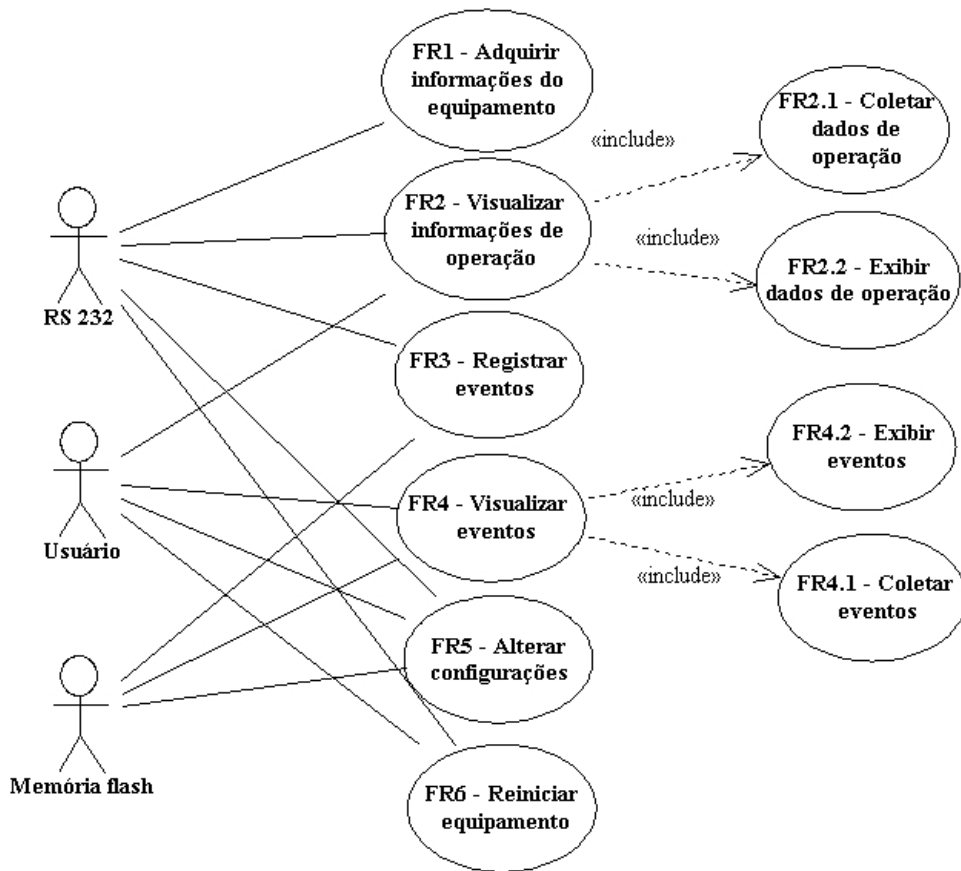 FR1 - Adquirir
informações do
equipamento
FR2.1 - Coletar
dados de
operação
«include»
FR2 - Visualizar
informações de
operação
«include»
FR2.2 - Exibir
dados de operação
RS 232
FR3 - Registrar
eventos
FR4.2 - Exibir
eventos
«include»
FR4 - Visualizar
eventos
Usuário
«include»
FR4.1 - Coletar
eventos
FR5 - Alterar
configurações
Memória flash
FR6 - Reiniciar
equipamento